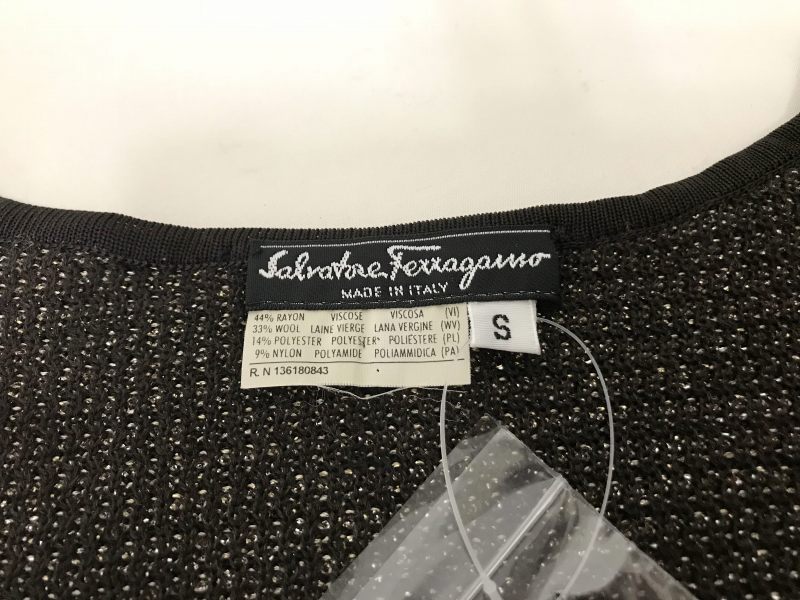 Salvatore Ferragamo
MADE IN ITALY
44% RAYON VISCOSE VISCOSA (VI)
33% WOOL LAINE VIERGE LANA VERGINE (WV)
14% POLYESTER POLYESTER POLIESTERE (PL)
9% NYLON POLYAMIDE POLIAMMIDICA (PA)
R. N 136180843
S